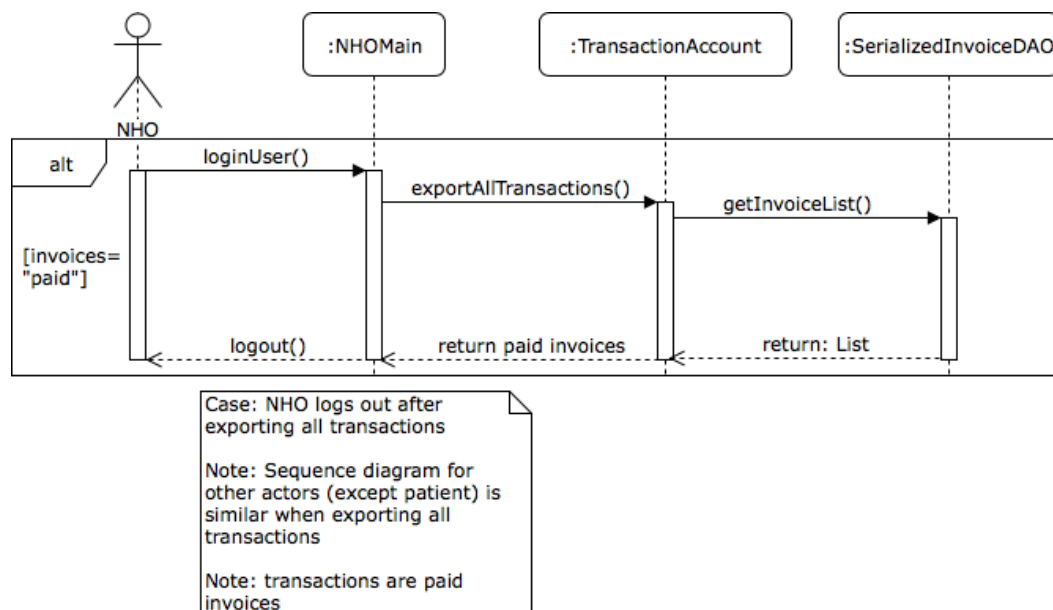 :NHOMain
:TransactionAccount
:SerializedInvoiceDAO
NHO
alt
loginUser()
exportAllTransactions()
getInvoiceList()
[invoices=
"paid"]
logout()
return paid invoices
return: List
Case: NHO logs out after
exporting all transactions
Note: Sequence diagram for
other actors (except patient) is
similar when exporting all
transactions
Note: transactions are paid
invoices